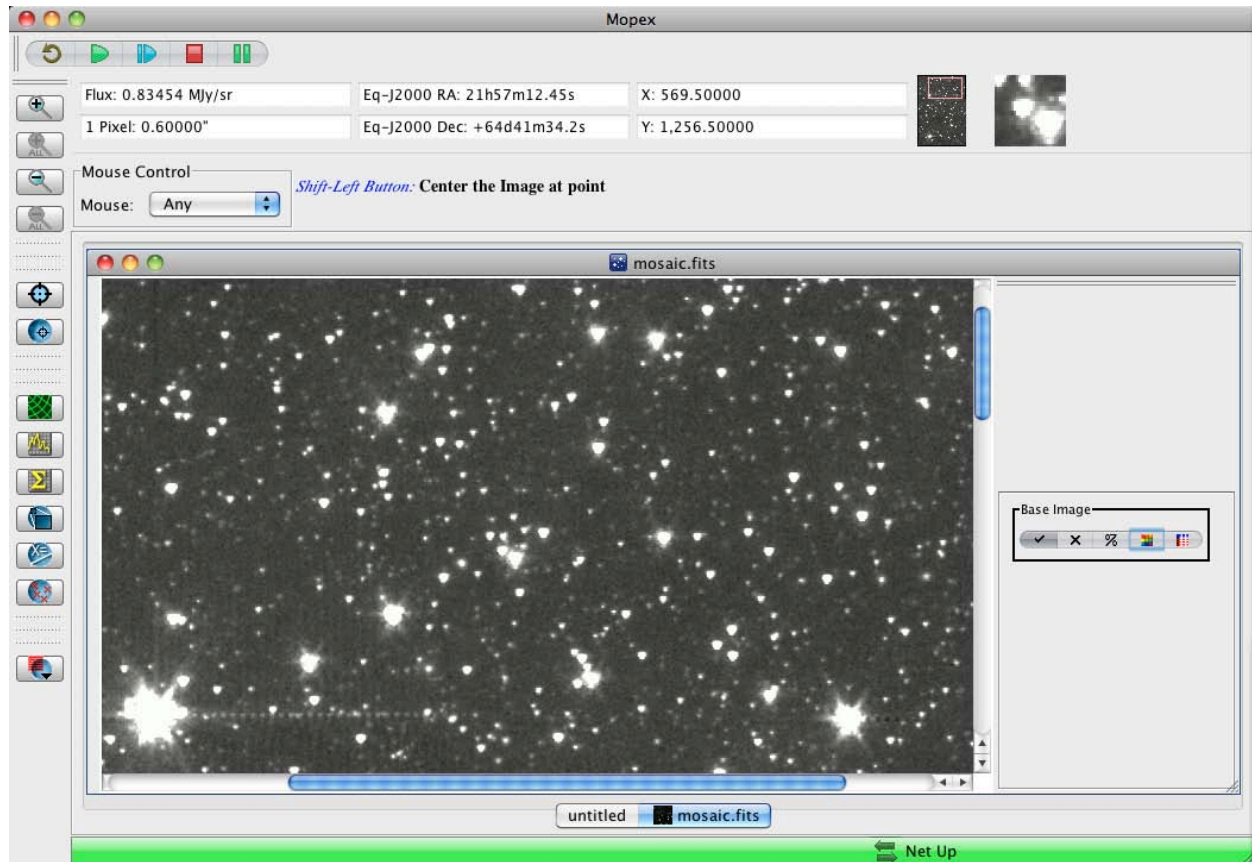 Mopex
Flux: 0.83454 MJy/sr
Eq-J2000 RA: 21h57m12.45s
X: 569.50000
1 Pixel: 0.60000"
Eq-J2000 Dec: +64d41m34.2s
Y: 1,256.50000
ALL
Mouse Control
Mouse: Any
Shift-Left Button: Center the Image at point
ALL
mosaic.fits
Base Image
untitled
mosaic.fits
Net Up